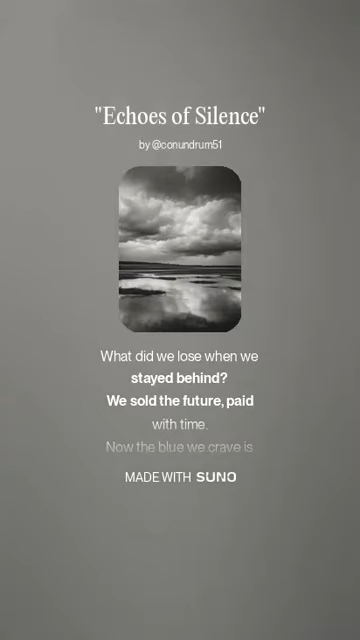 "Echoes of Silence"
by @conundrum51
What did we lose when we
stayed behind?
We sold the future, paid
with time.
Now the blue we crave is
MADE WITH SUNO